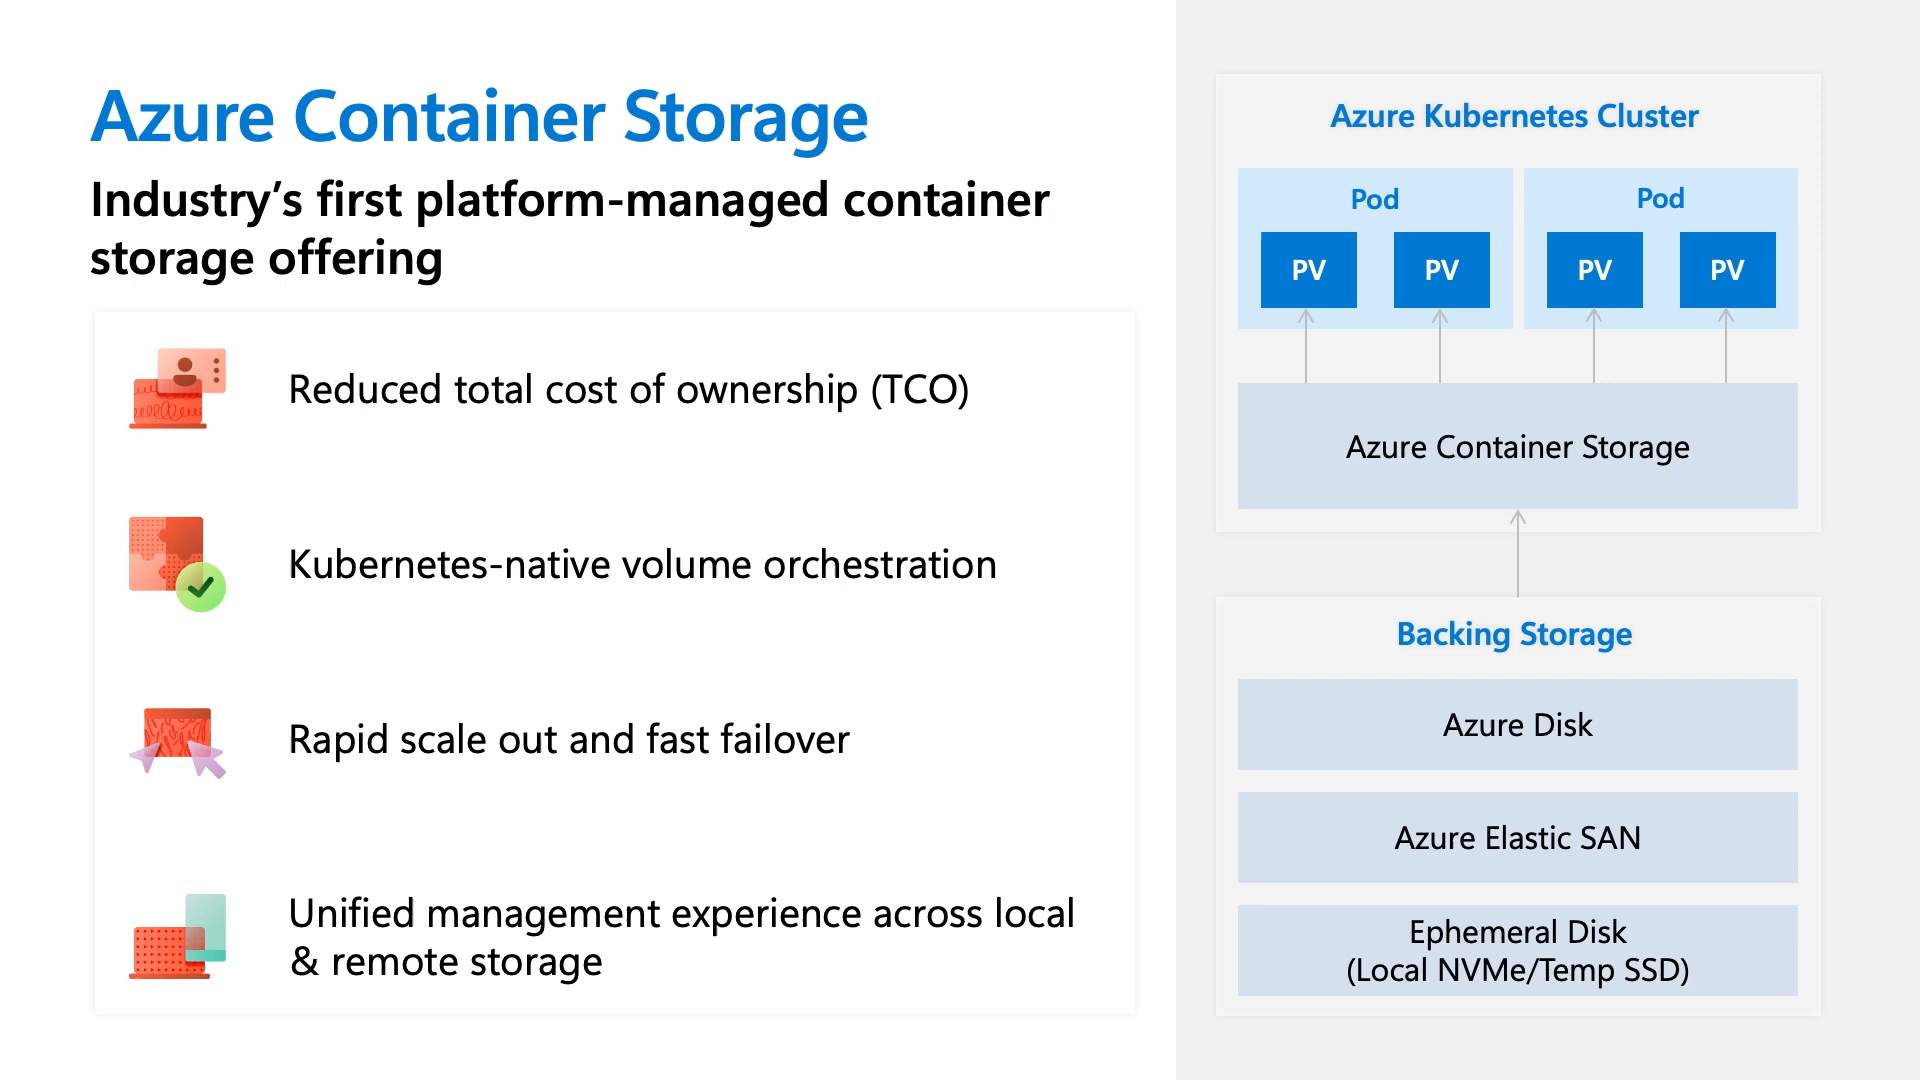 Azure Container Storage
Industry’s first platform-managed container
storage offering
Reduced total cost of ownership (TCO)
Kubernetes-native volume orchestration
Rapid scale out and fast failover
Unified management experience across local
& remote storage
Azure Kubernetes Cluster
Pod
Pod
PV
PV
PV
PV
Azure Container Storage
Backing Storage
Azure Disk
Azure Elastic SAN
Ephemeral Disk
(Local NVMe/Temp SSD)